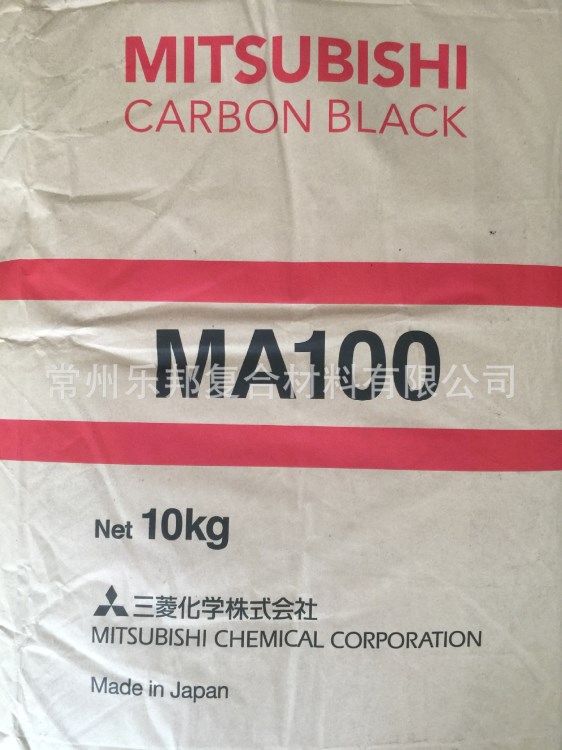 MITSUBISHI
CARBON BLACK
MA100
常州乐邦复合材料有限公司
Net 10kg
三菱化学株式会社
MITSUBISHI CHEMICAL CORPORATION
Made in Japan